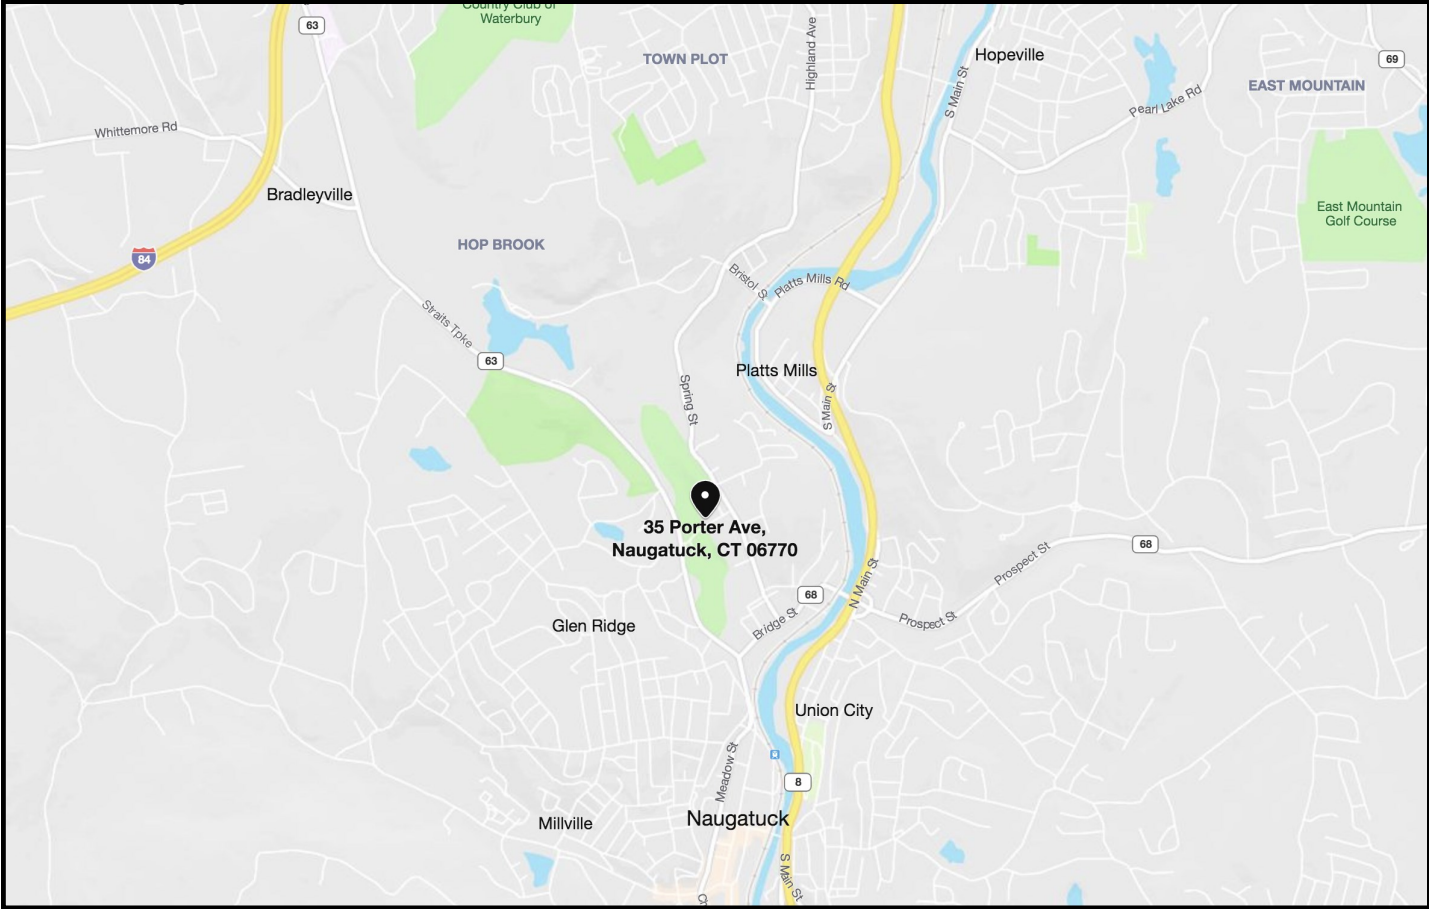 Country Club of
Waterbury
63
TOWN PLOT
Highland Ave
Hopeville
69
S Main St
EAST MOUNTAIN
Pearl Lake Rd
Whittemore Rd
Bradleyville
East Mountain
Golf Course
HOP BROOK
84
Bristol S
Platts Mills Rd
Straits Tpke
63
Platts Mills
Spring St
S Main St
35 Porter Ave,
Naugatuck, CT 06770
68
Prospect St
N Main St
68
Bridge St
Prospect St
Glen Ridge
Union City
Meadow St
8
Naugatuck
Millville
S Main St
Ch